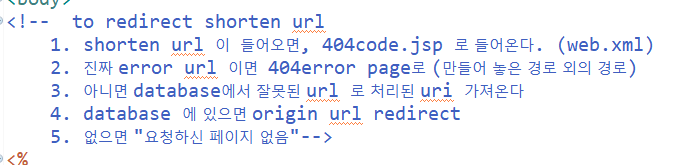 <body>
<!--  to redirect shorten url
1. shorten url 이 들어오면, 404code.jsp 로 들어온다. (web.xml)
2. 진짜 error url 이면 404error page로 (만들어 놓은 경로 외의 경로)
3. 아니면 database에서 잘못된 url 로 처리된 uri 가져온다
4. database 에 있으면 origin url redirect
5. 없으면 "요청하신 페이지 없음"-->
<%